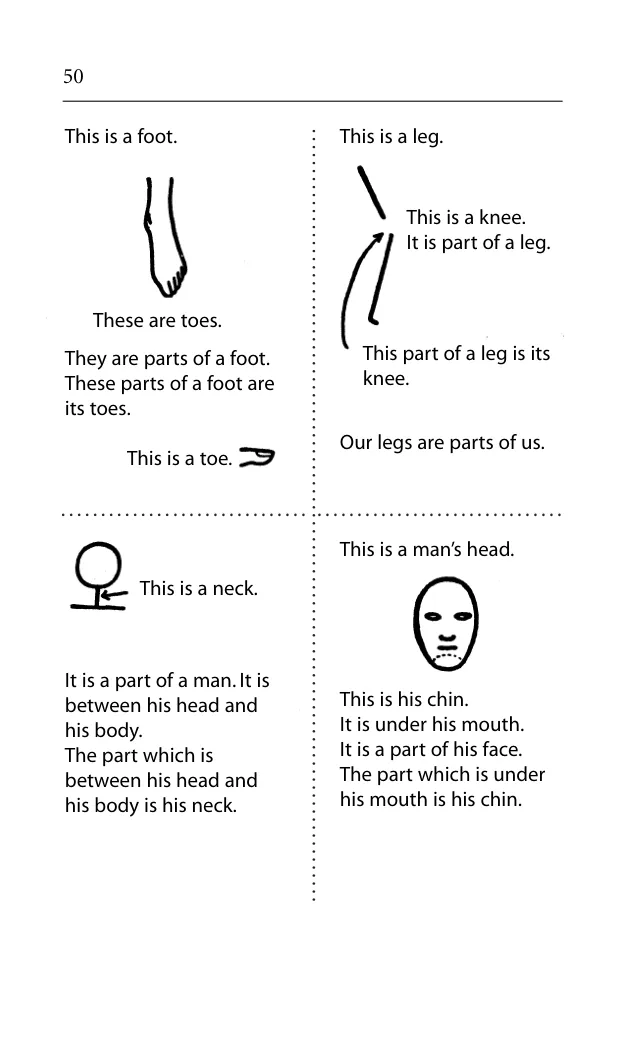 50
This is a foot.
These are toes.
They are parts of a foot.
These parts of a foot are
its toes.
This is a toe.
This is a leg.
This is a knee.
It is part of a leg.
This part of a leg is its
knee.
Our legs are parts of us.
This is a neck.
It is a part of a man. It is
between his head and
his body.
The part which is
between his head and
his body is his neck.
This is a man’s head.
This is his chin.
It is under his mouth.
It is a part of his face.
The part which is under
his mouth is his chin.